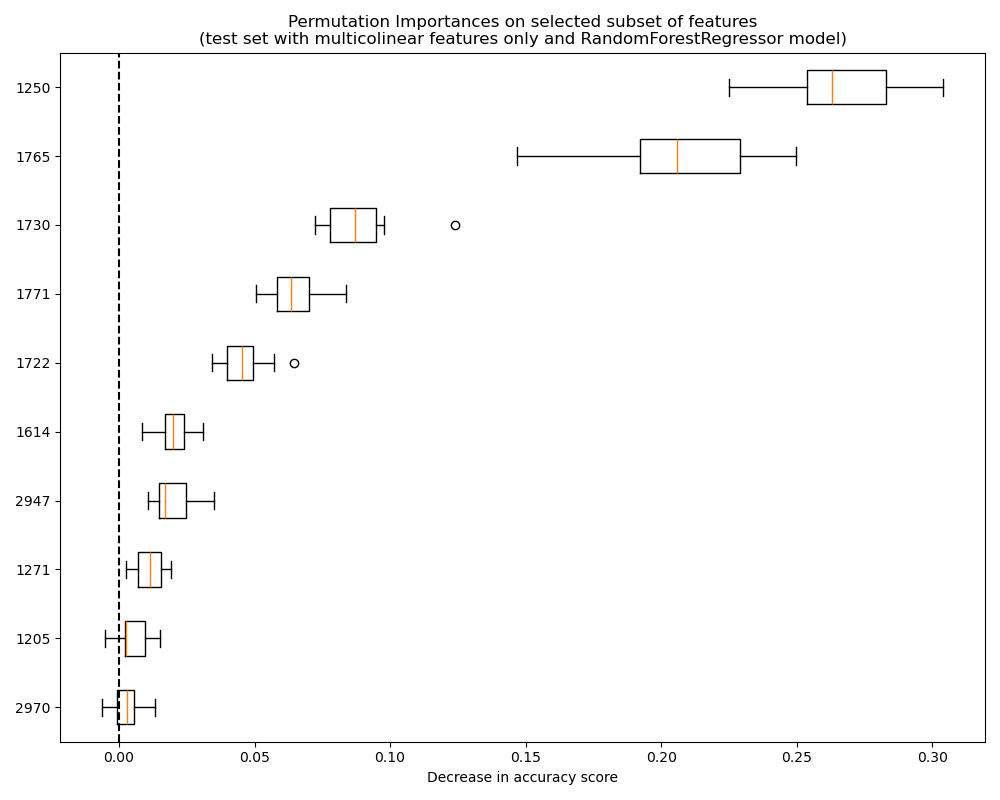 Permutation Importances on selected subset of features
(test set with multicolinear features only and RandomForestRegressor model)
1250
1765
1730
1771
1722
1614
2947
1271
1205
2970
0.00 0.05 0.10 0.15 0.20 0.25 0.30
Decrease in accuracy score